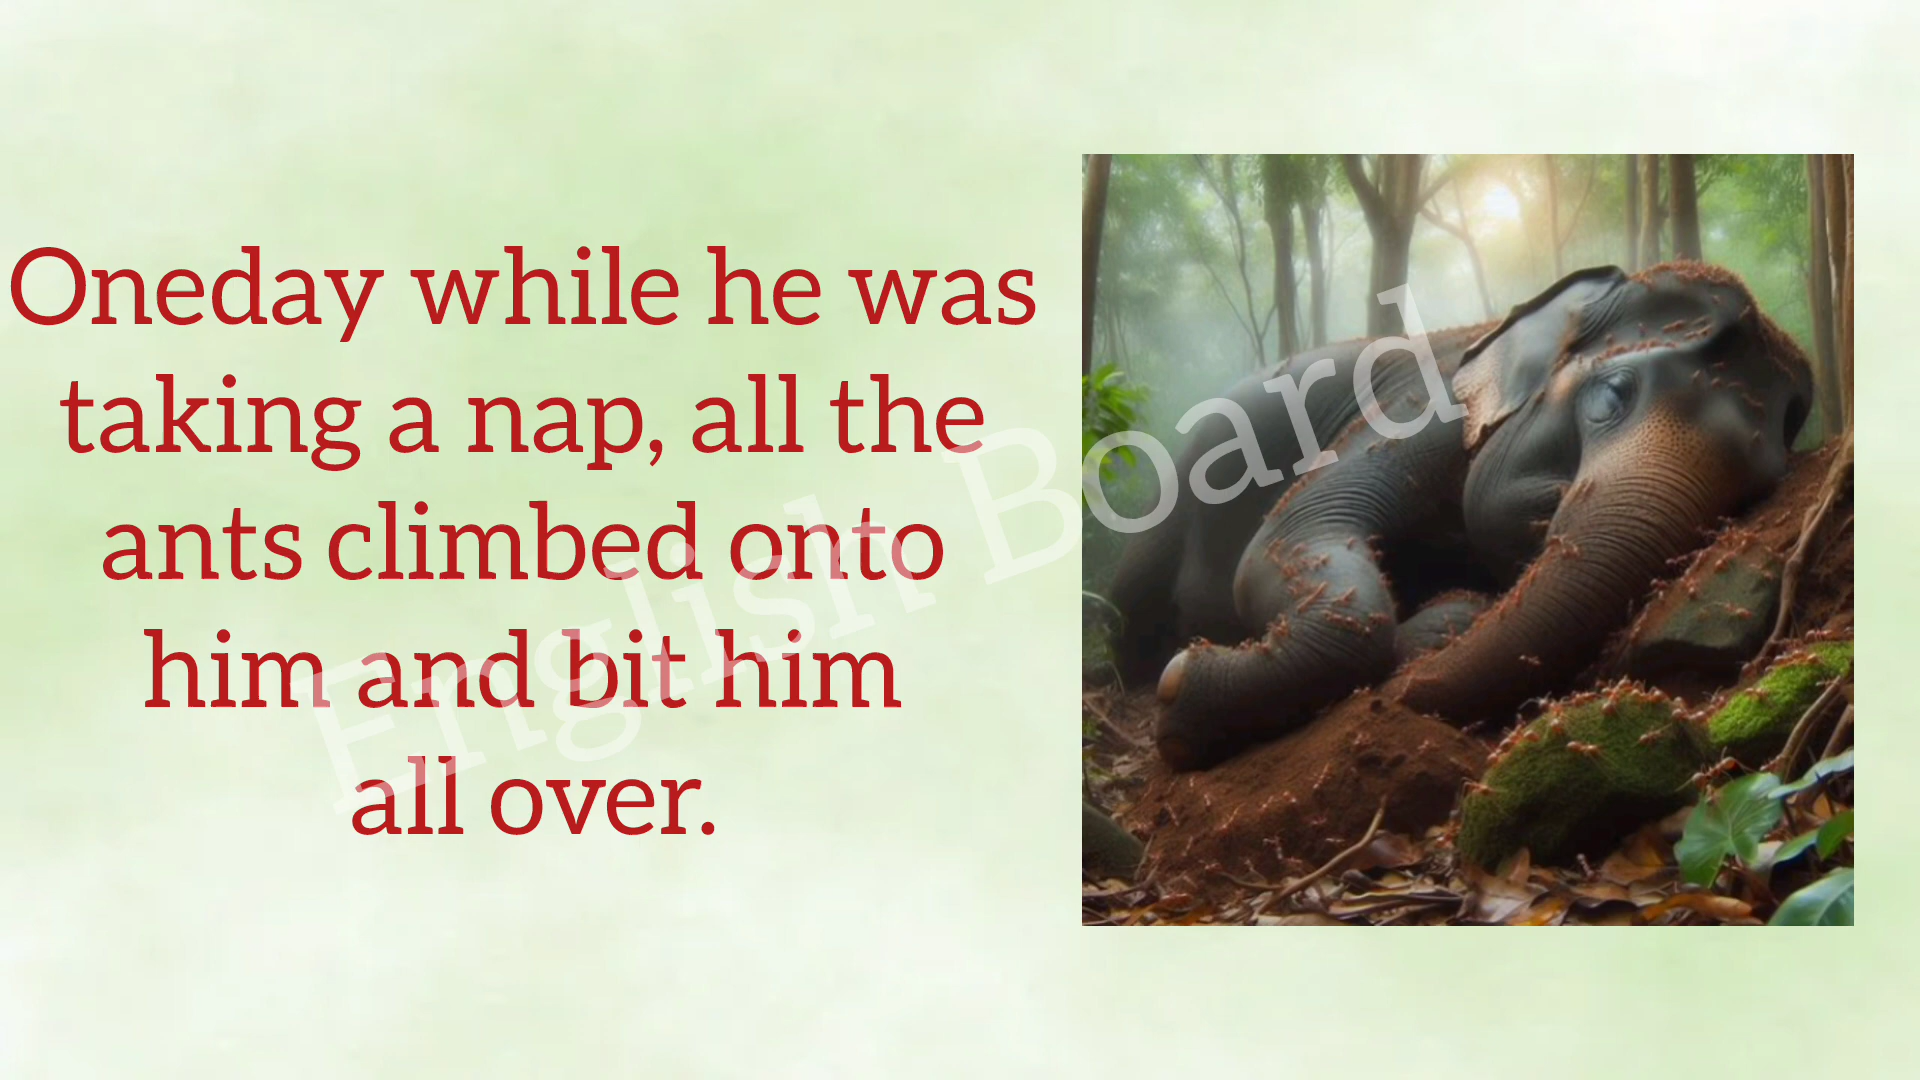 Oneday while he was
taking a nap, all the
ants climbed onto
him and bit him
all over.
English Board